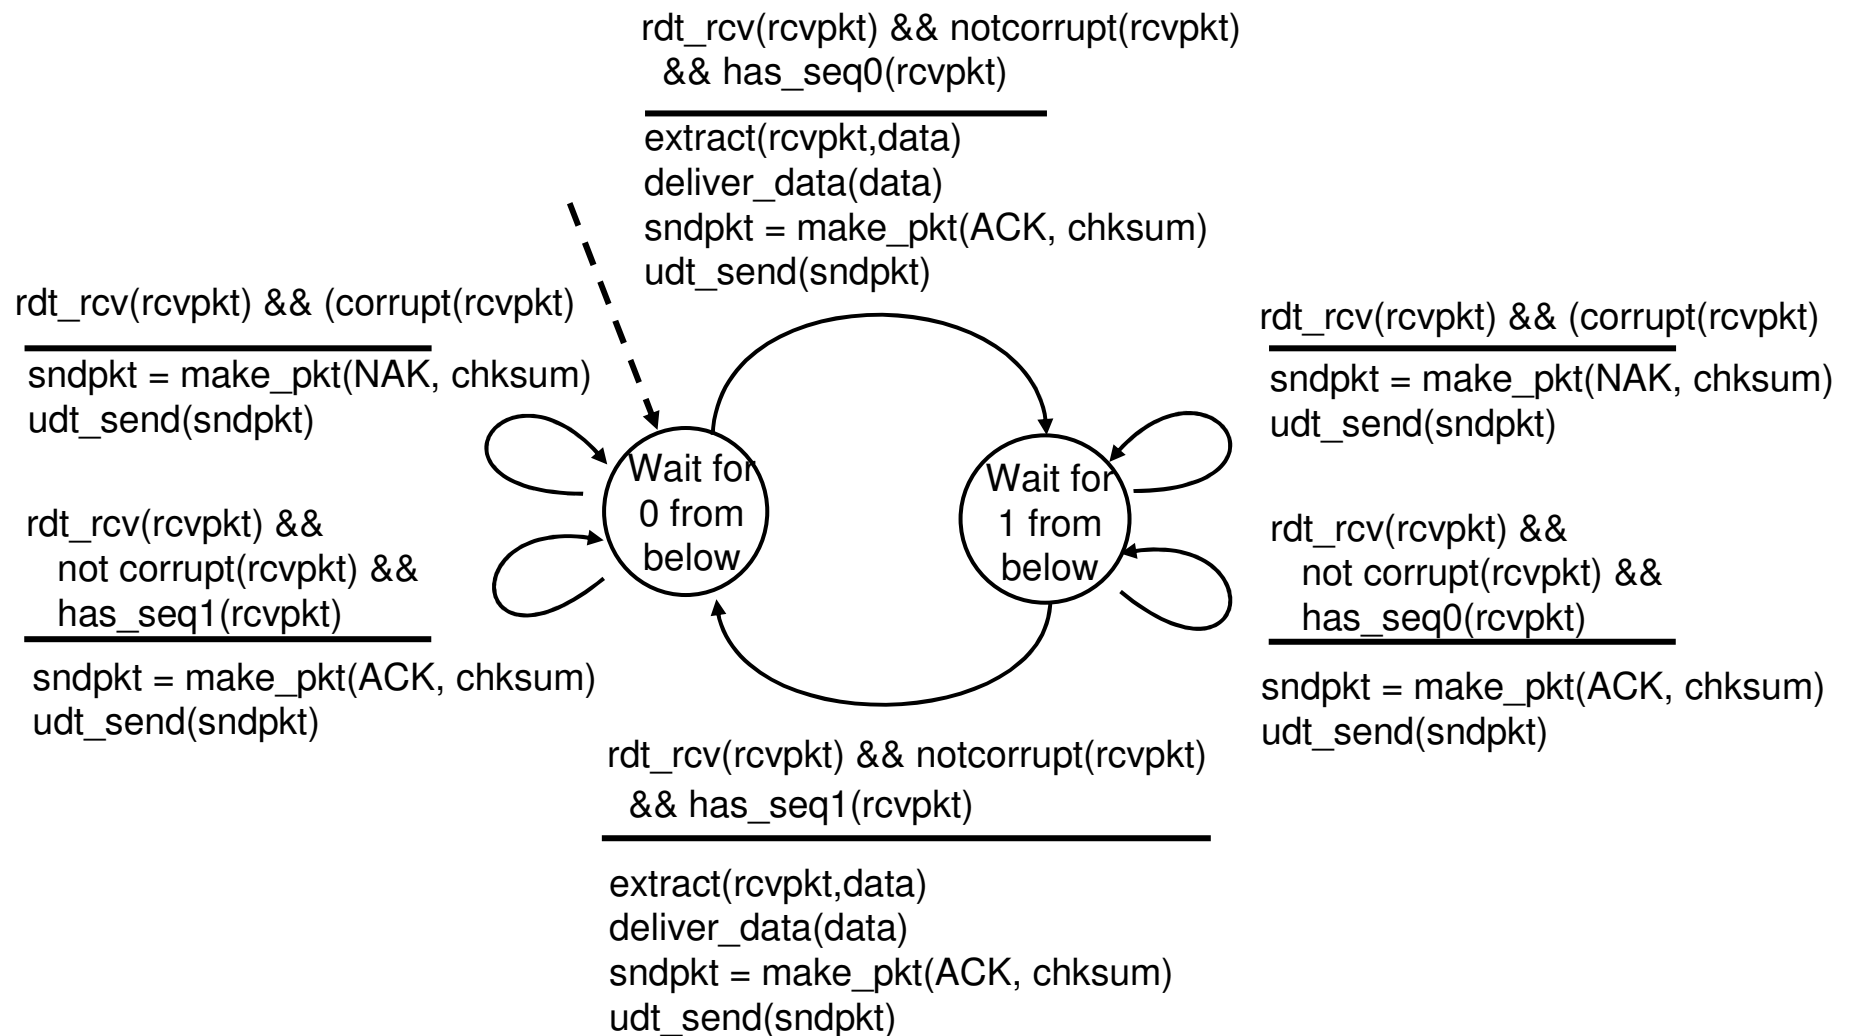 rdt_rcv(rcvpkt) && notcorrupt(rcvpkt)
&& has_seq0(rcvpkt)
extract(rcvpkt,data)
deliver_data(data)
sndpkt = make_pkt(ACK, chksum)
udt_send(sndpkt)
rdt_rcv(rcvpkt) && (corrupt(rcvpkt)
sndpkt = make_pkt(NAK, chksum)
udt_send(sndpkt)
rdt_rcv(rcvpkt) &&
not corrupt(rcvpkt) &&
has_seq1(rcvpkt)
sndpkt = make_pkt(ACK, chksum)
udt_send(sndpkt)
Wait for
0 from
below
Wait for
1 from
below
rdt_rcv(rcvpkt) && (corrupt(rcvpkt)
sndpkt = make_pkt(NAK, chksum)
udt_send(sndpkt)
rdt_rcv(rcvpkt) &&
not corrupt(rcvpkt) &&
has_seq0(rcvpkt)
sndpkt = make_pkt(ACK, chksum)
udt_send(sndpkt)
rdt_rcv(rcvpkt) && notcorrupt(rcvpkt)
&& has_seq1(rcvpkt)
extract(rcvpkt,data)
deliver_data(data)
sndpkt = make_pkt(ACK, chksum)
udt_send(sndpkt)